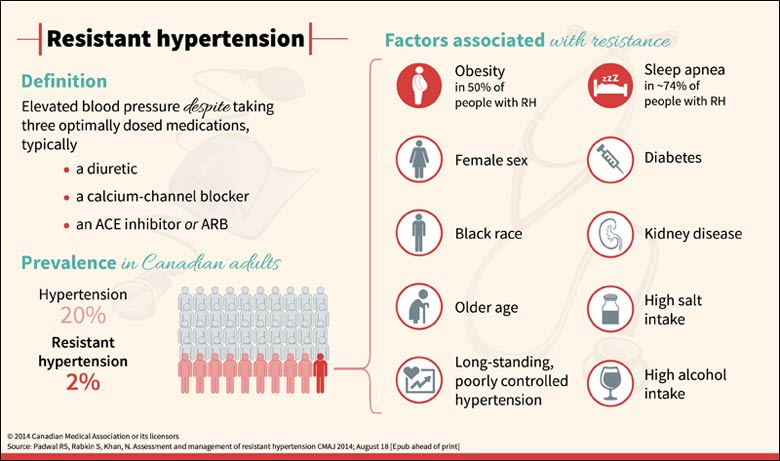 Resistant hypertension
Definition
Elevated blood pressure despite taking
three optimally dosed medications,
typically
• a diuretic
• a calcium-channel blocker
• an ACE inhibitor or ARB
Prevalence in Canadian adults
Hypertension
20%
Resistant
hypertension
2%
Factors associated with resistance
Obesity
in 50% of
people with RH
zzZ
Sleep apnea
in ~74% of
people with RH
Female sex
Diabetes
Black race
Kidney disease
Older age
High salt
intake
Long-standing,
poorly controlled
hypertension
High alcohol
intake
© 2014 Canadian Medical Association or its licensors
Source: Padwal RS, Rabkin S, Khan, N. Assessment and management of resistant hypertension CMAJ 2014; August 18 [Epub ahead of print]